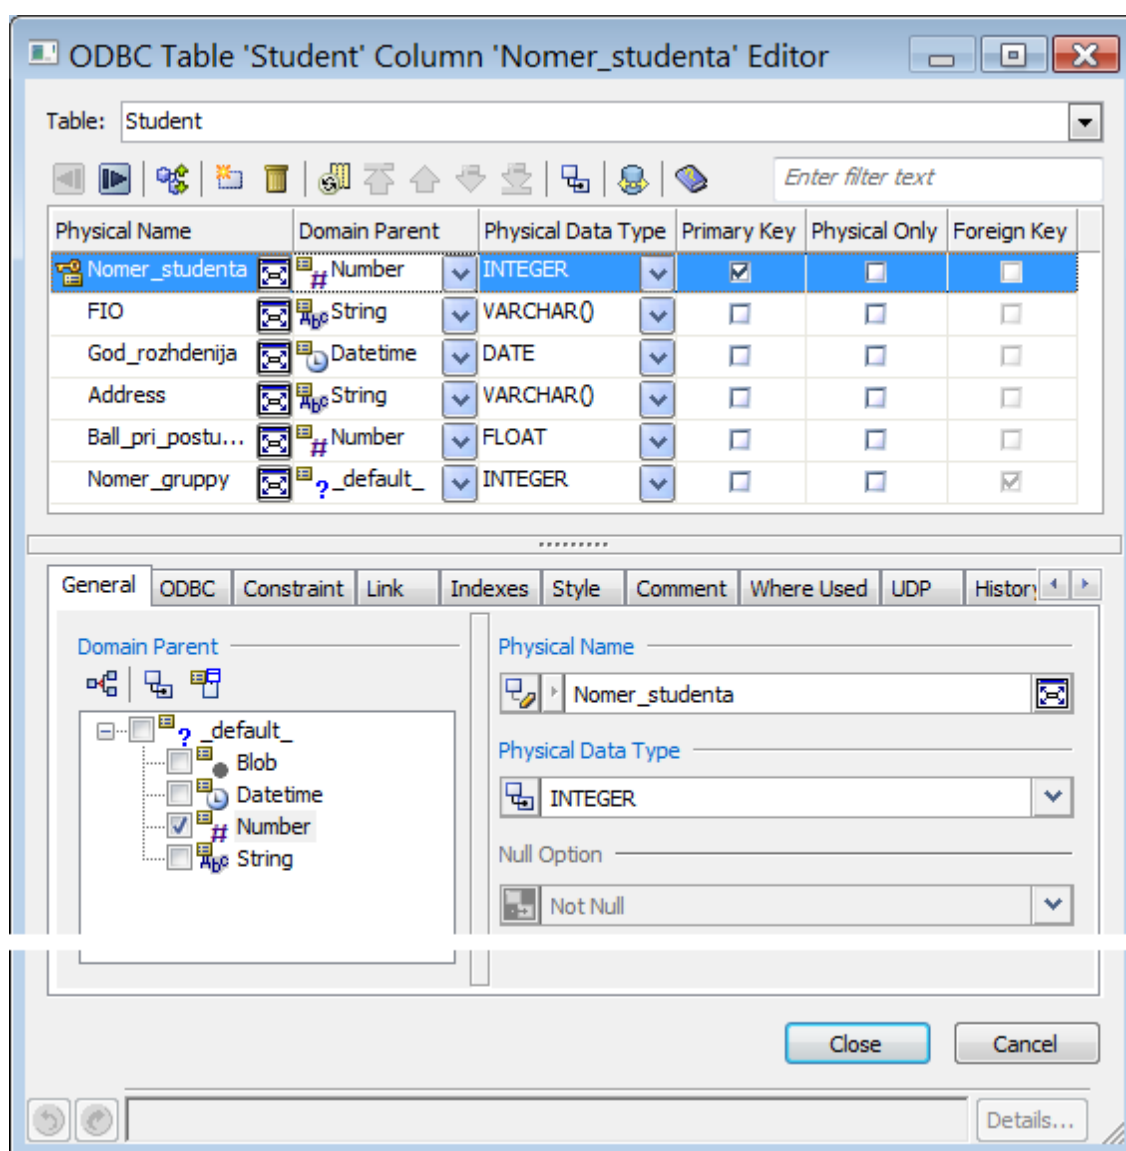 ODBC Table 'Student' Column 'Nomer_studenta' Editor
Table: Student
Enter filter text
Physical Name Domain Parent Physical Data Type Primary Key Physical Only Foreign Key
Nomer_studenta Number INTEGER
FIO String VARCHAR()
God_rozhdenija Datetime DATE
Address String VARCHAR()
Ball_pri_postu... Number FLOAT
Nomer_gruppy _default_ INTEGER
General ODBC Constraint Link Indexes Style Comment Where Used UDP History
Domain Parent
_default_
Blob
Datetime
Number
String
Physical Name
Nomer_studenta
Physical Data Type
INTEGER
Null Option
Not Null
Close Cancel
Details...